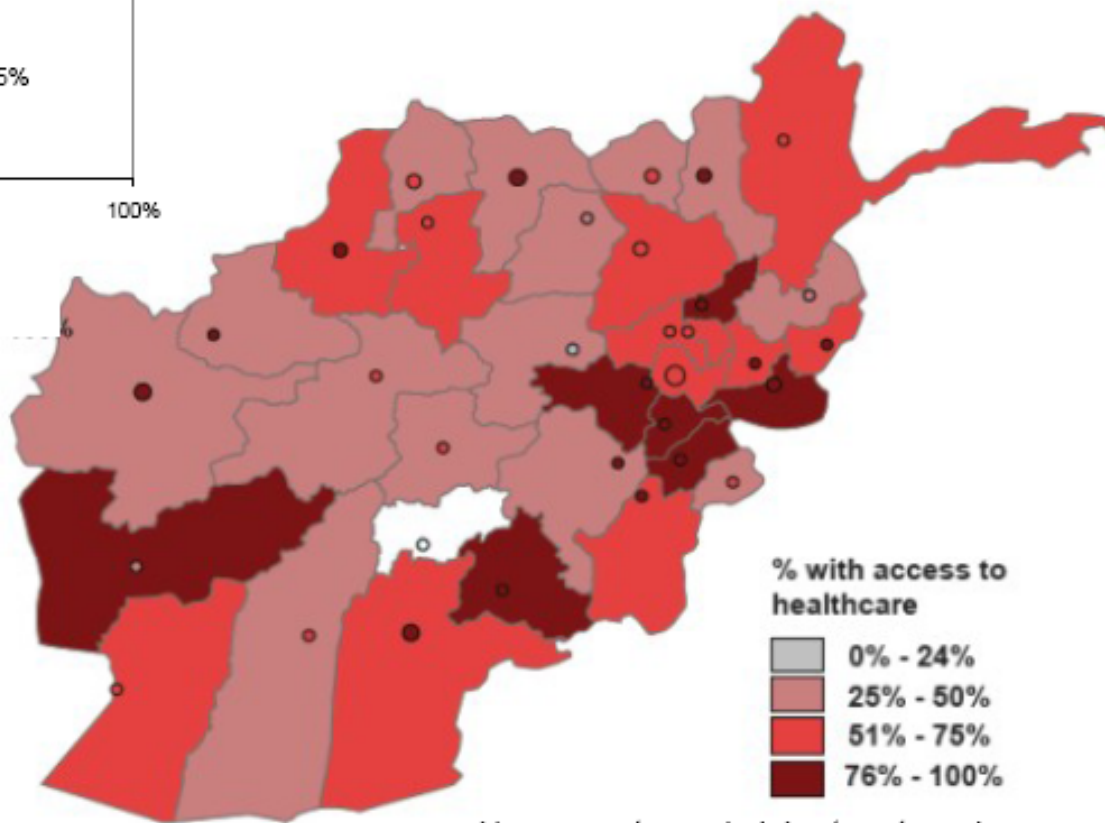 5%
100%
%
% with access to
healthcare
0% - 24%
25% - 50%
51% - 75%
76% - 100%